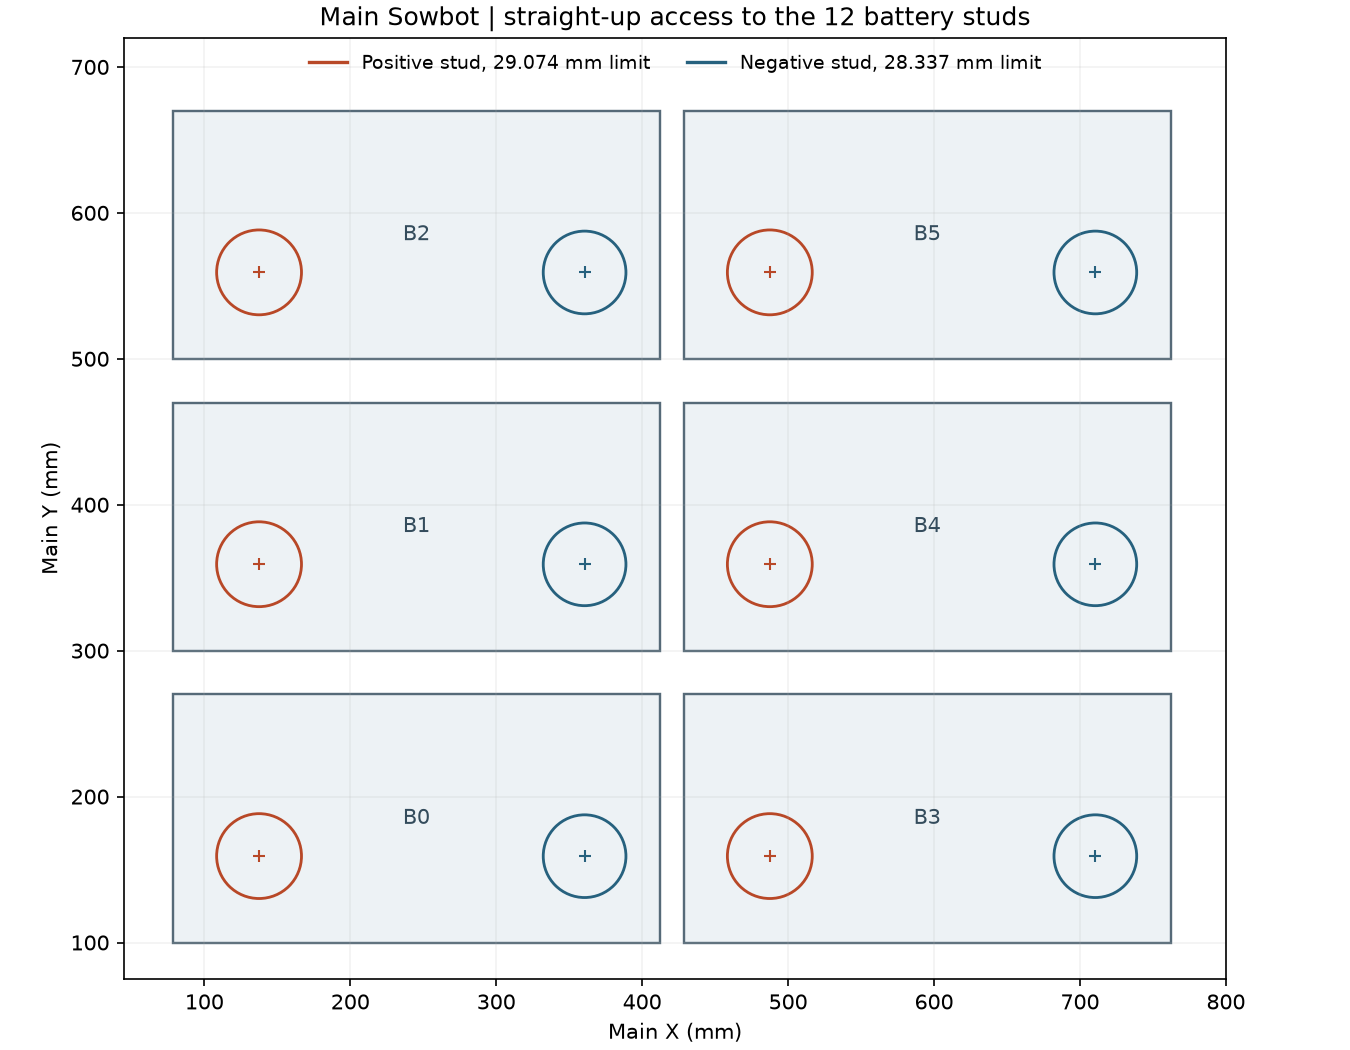 Main Sowbot | straight-up access to the 12 battery studs
Positive stud, 29.074 mm limit
Negative stud, 28.337 mm limit
700
600
500
400
300
200
100
Main Y (mm)
B2
B5
B1
B4
B0
B3
100
200
300
400
500
600
700
800
Main X (mm)